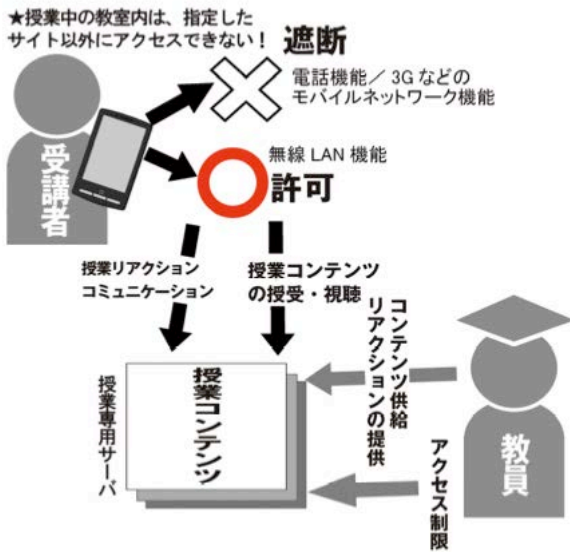 ★授業中の教室内は、指定した
サイト以外にアクセスできない！
遮断
電話機能／3Gなどの
モバイルネットワーク機能
受講者
無線LAN機能
許可
授業リアクション
コミュニケーション
授業コンテンツ
の授受・視聴
コンテンツ供給
リアクションの提供
授業専用サーバ
授業コンテンツ
教員
アクセス制限